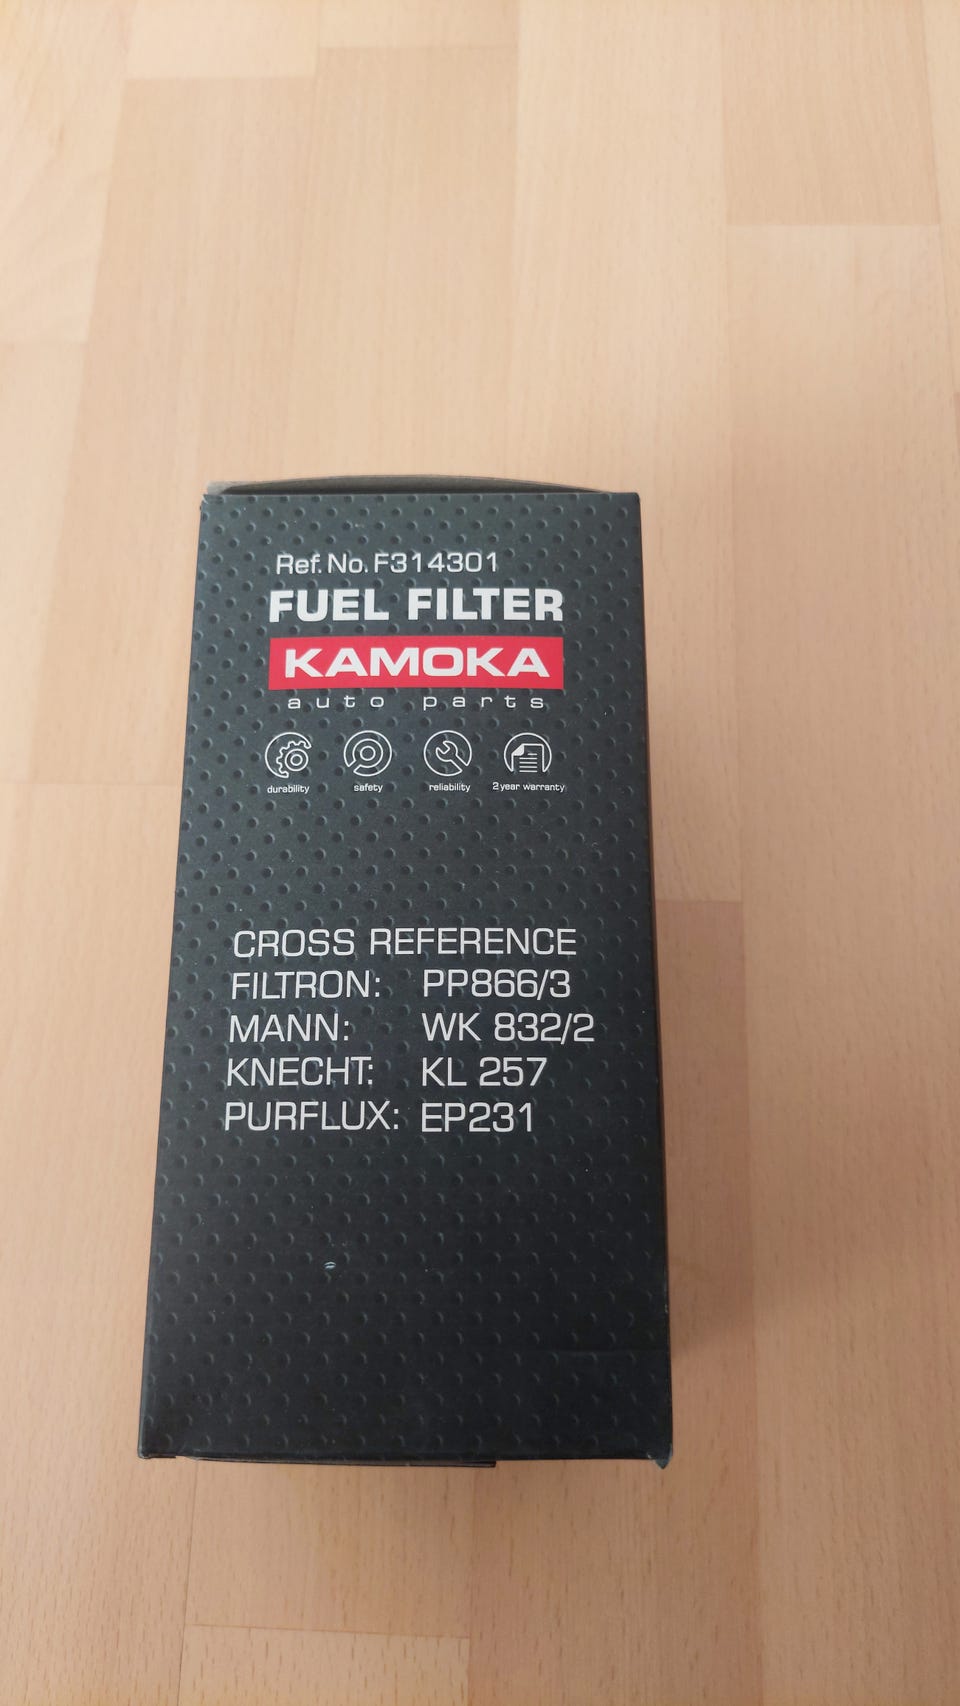 Ref. No. F314301
FUEL FILTER
KAMOKA
auto parts
durability safety reliability 2 year warranty
CROSS REFERENCE
FILTRON: PP866/3
MANN: WK 832/2
KNECHT: KL 257
PURFLUX: EP231